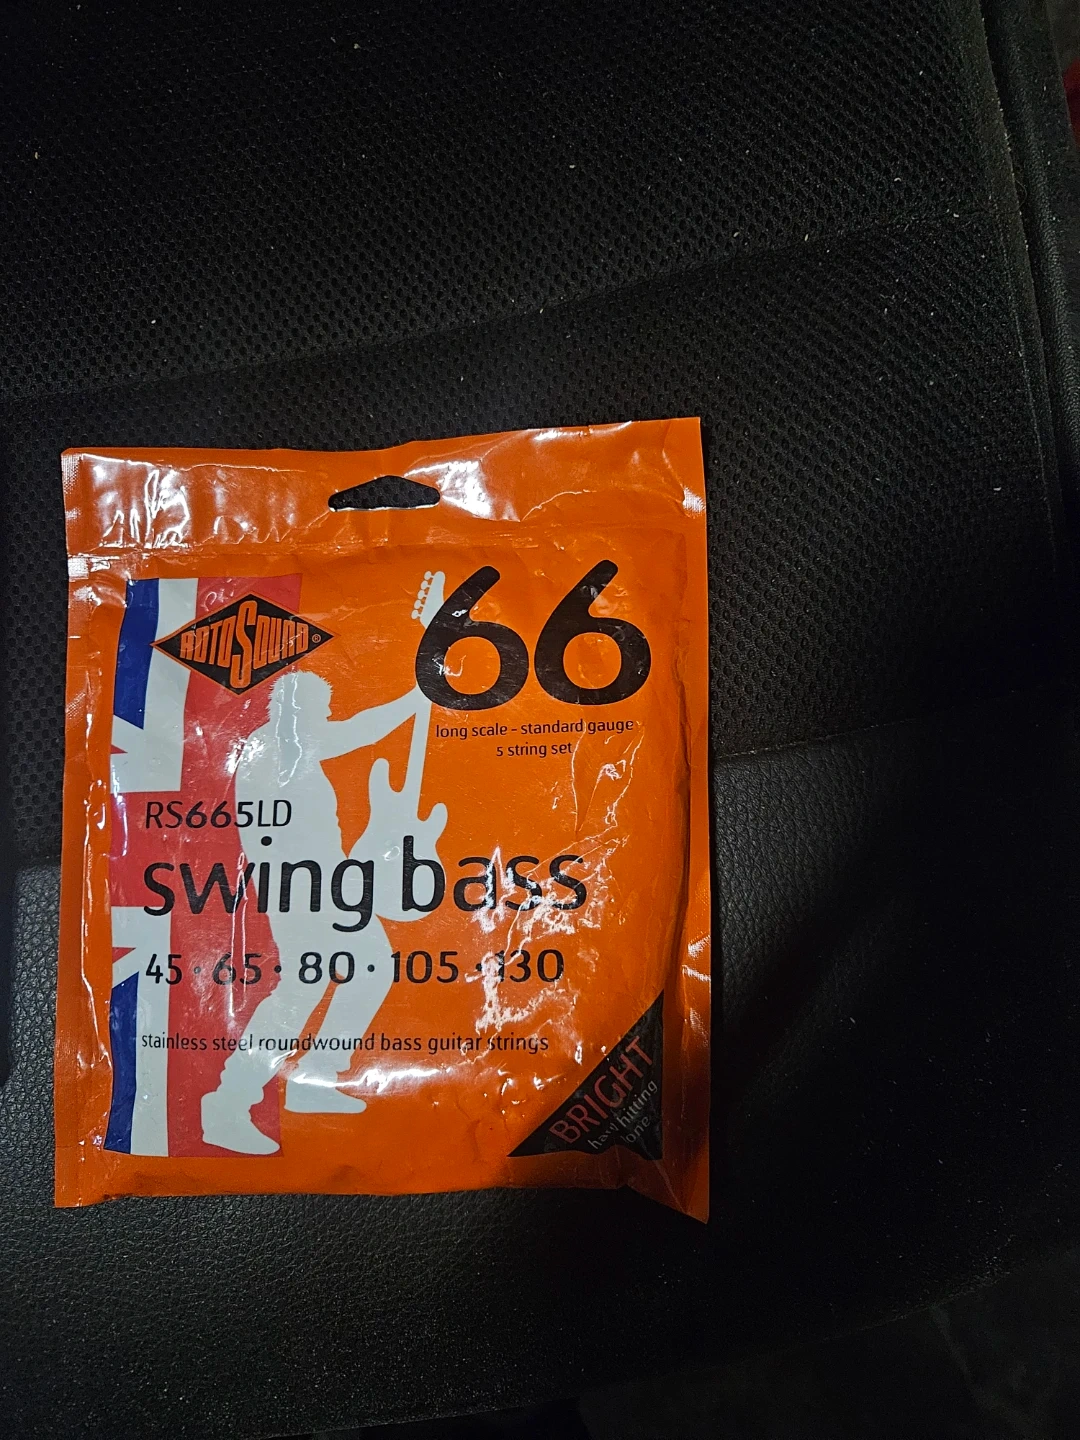 ROTOSOUND®
66
long scale - standard gauge
5 string set
RS665LD
swing bass
45 · 65 · 80 · 105 · 130
stainless steel roundwound bass guitar strings
BRIGHT
hard hitting
tone